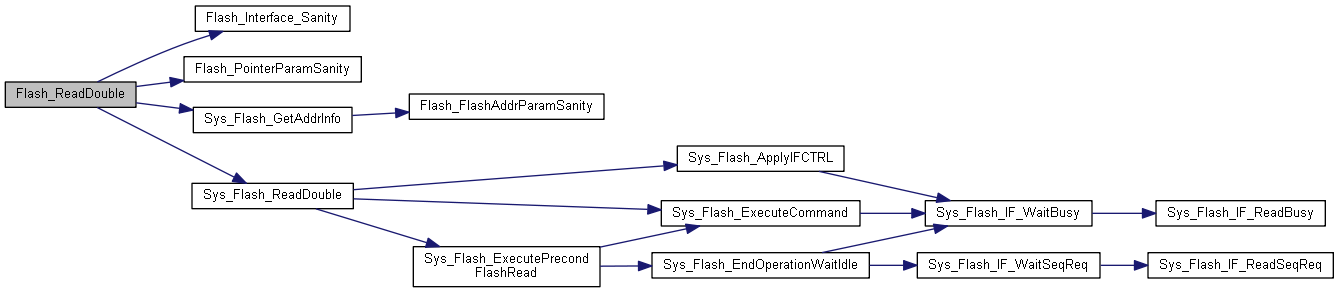 Flash_Interface_Sanity
Flash_PointerParamSanity
Flash_ReadDouble
Sys_Flash_GetAddrInfo
Flash_FlashAddrParamSanity
Sys_Flash_ReadDouble
Sys_Flash_ApplyIFCTRL
Sys_Flash_ExecuteCommand
Sys_Flash_IF_WaitBusy
Sys_Flash_IF_ReadBusy
Sys_Flash_ExecutePrecond
FlashRead
Sys_Flash_EndOperationWaitIdle
Sys_Flash_IF_WaitSeqReq
Sys_Flash_IF_ReadSeqReq